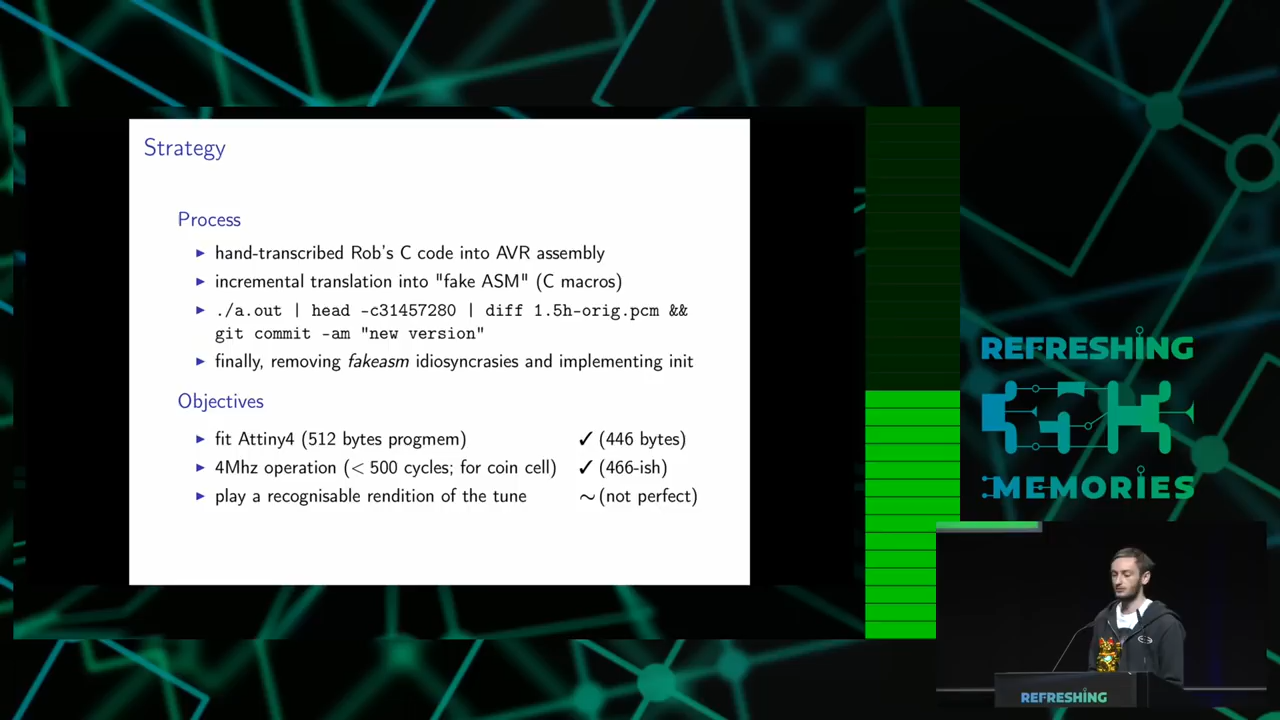 Strategy
Process
▶ hand-transcribed Rob's C code into AVR assembly
▶ incremental translation into "fake ASM" (C macros)
▶ ./a.out | head -c31457280 | diff 1.5h-orig.pcm &&
git commit -am "new version"
▶ finally, removing fakeasm idiosyncrasies and implementing init
Objectives
▶ fit Attiny4 (512 bytes progmem) ✓ (446 bytes)
▶ 4Mhz operation (< 500 cycles; for coin cell) ✓ (466-ish)
▶ play a recognisable rendition of the tune ~ (not perfect)
REFRESHING
MEMORIES
REFRESHING